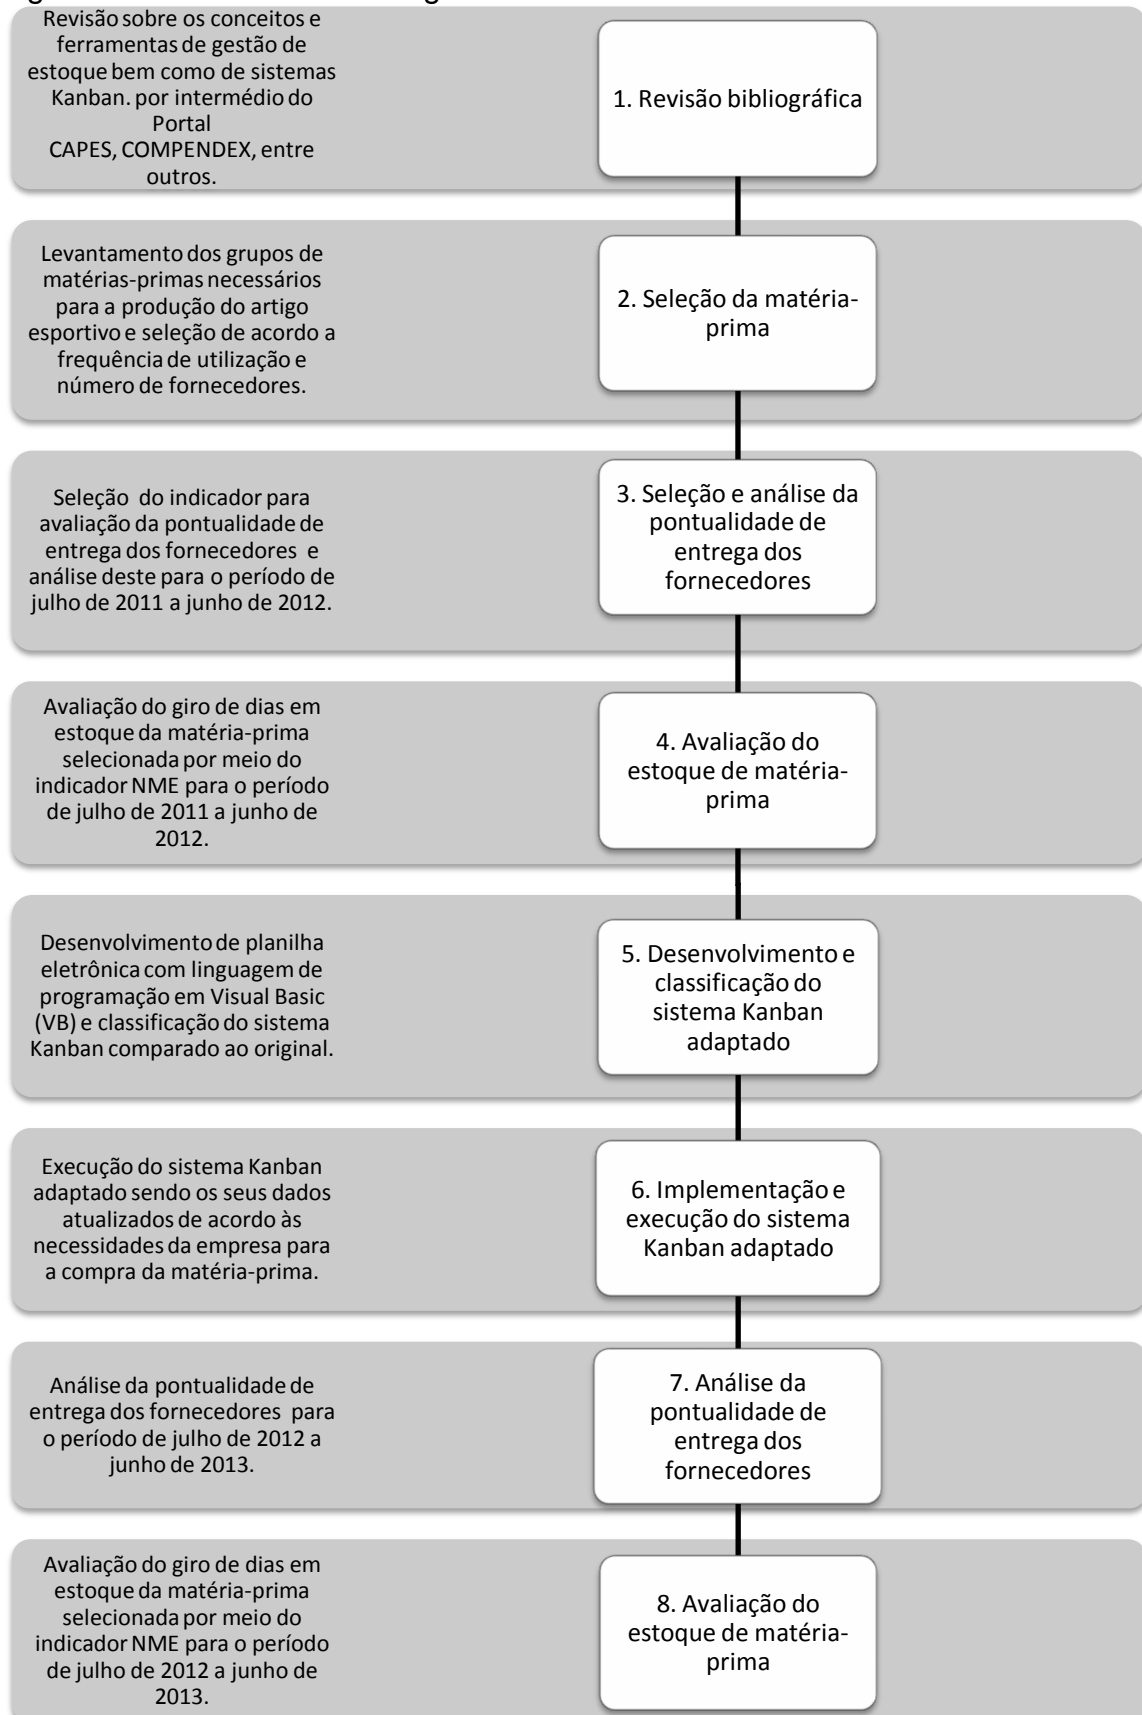 Revisão sobre os conceitos e
ferramentas de gestão de
estoque bem como de sistemas
Kanban. por intermédio do
Portal
CAPES, COMPENDEX, entre
outros.
1. Revisão bibliográfica
Levantamento dos grupos de
matérias-primas necessários
para a produção do artigo
esportivo e seleção de acordo a
frequência de utilização e
número de fornecedores.
2. Seleção da matéria-
prima
Seleção do indicador para
avaliação da pontualidade de
entrega dos fornecedores e
análise deste para o período de
julho de 2011 a junho de 2012.
3. Seleção e análise da
pontualidade de
entrega dos
fornecedores
Avaliação do giro de dias em
estoque da matéria-prima
selecionada por meio do
indicador NME para o período
de julho de 2011 a junho de
2012.
4. Avaliação do
estoque de matéria-
prima
Desenvolvimento de planilha
eletrônica com linguagem de
programação em Visual Basic
(VB) e classificação do sistema
Kanban comparado ao original.
5. Desenvolvimento e
classificação do
sistema Kanban
adaptado
Execução do sistema Kanban
adaptado sendo os seus dados
atualizados de acordo às
necessidades da empresa para
a compra da matéria-prima.
6. Implementação e
execução do sistema
Kanban adaptado
Análise da pontualidade de
entrega dos fornecedores para
o período de julho de 2012 a
junho de 2013.
7. Análise da
pontualidade de
entrega dos
fornecedores
Avaliação do giro de dias em
estoque da matéria-prima
selecionada por meio do
indicador NME para o período
de julho de 2012 a junho de
2013.
8. Avaliação do
estoque de matéria-
prima